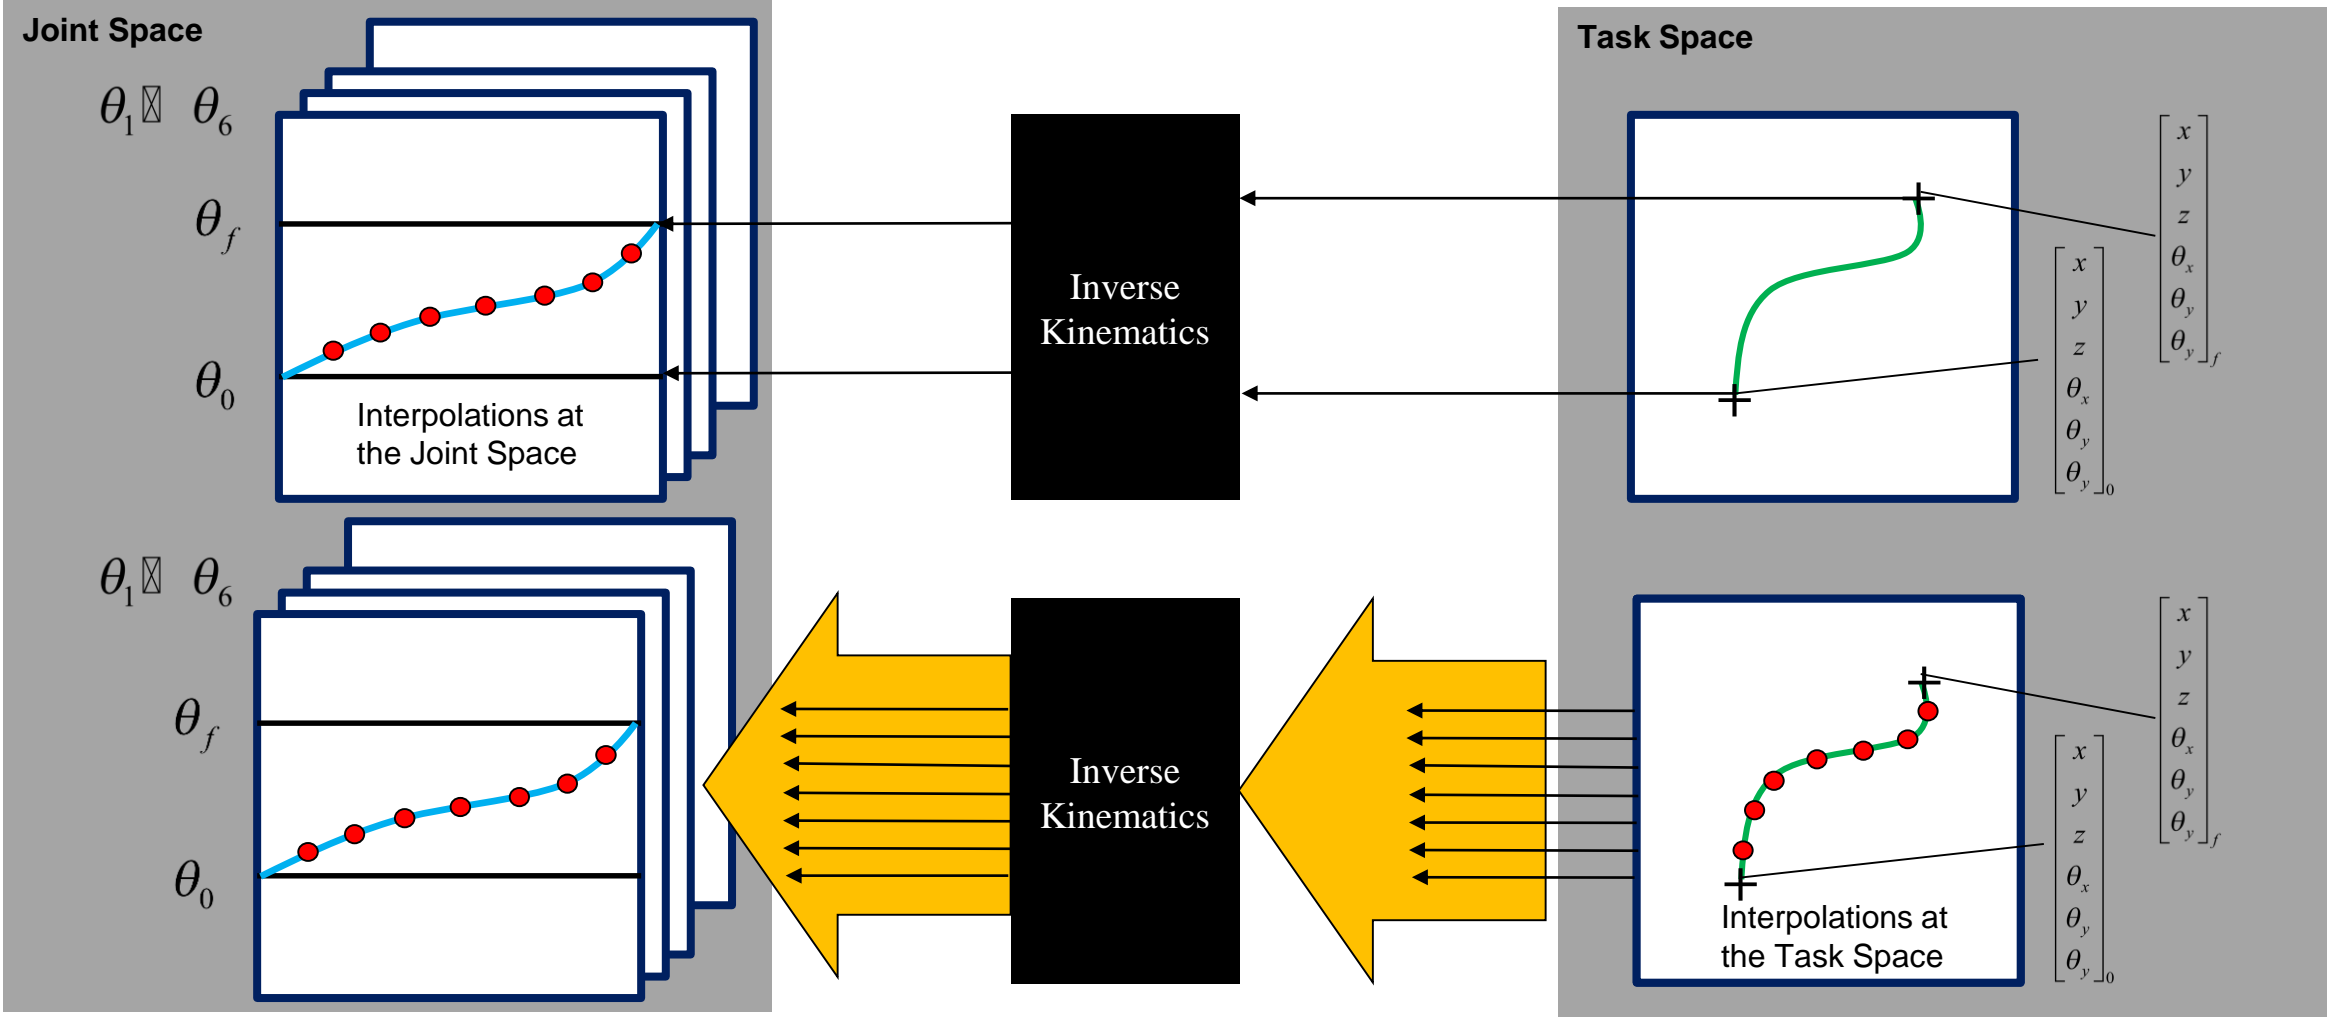 Joint Space
θ₁ θ₆
θf
θ₀
Interpolations at
the Joint Space
Inverse
Kinematics
Task Space
x
y
z
θx
θy
θy
f
x
y
z
θx
θy
θy
0
θ₁ θ₆
θf
θ₀
Inverse
Kinematics
x
y
z
θx
θy
θy
f
x
y
z
θx
θy
θy
0
Interpolations at
the Task Space